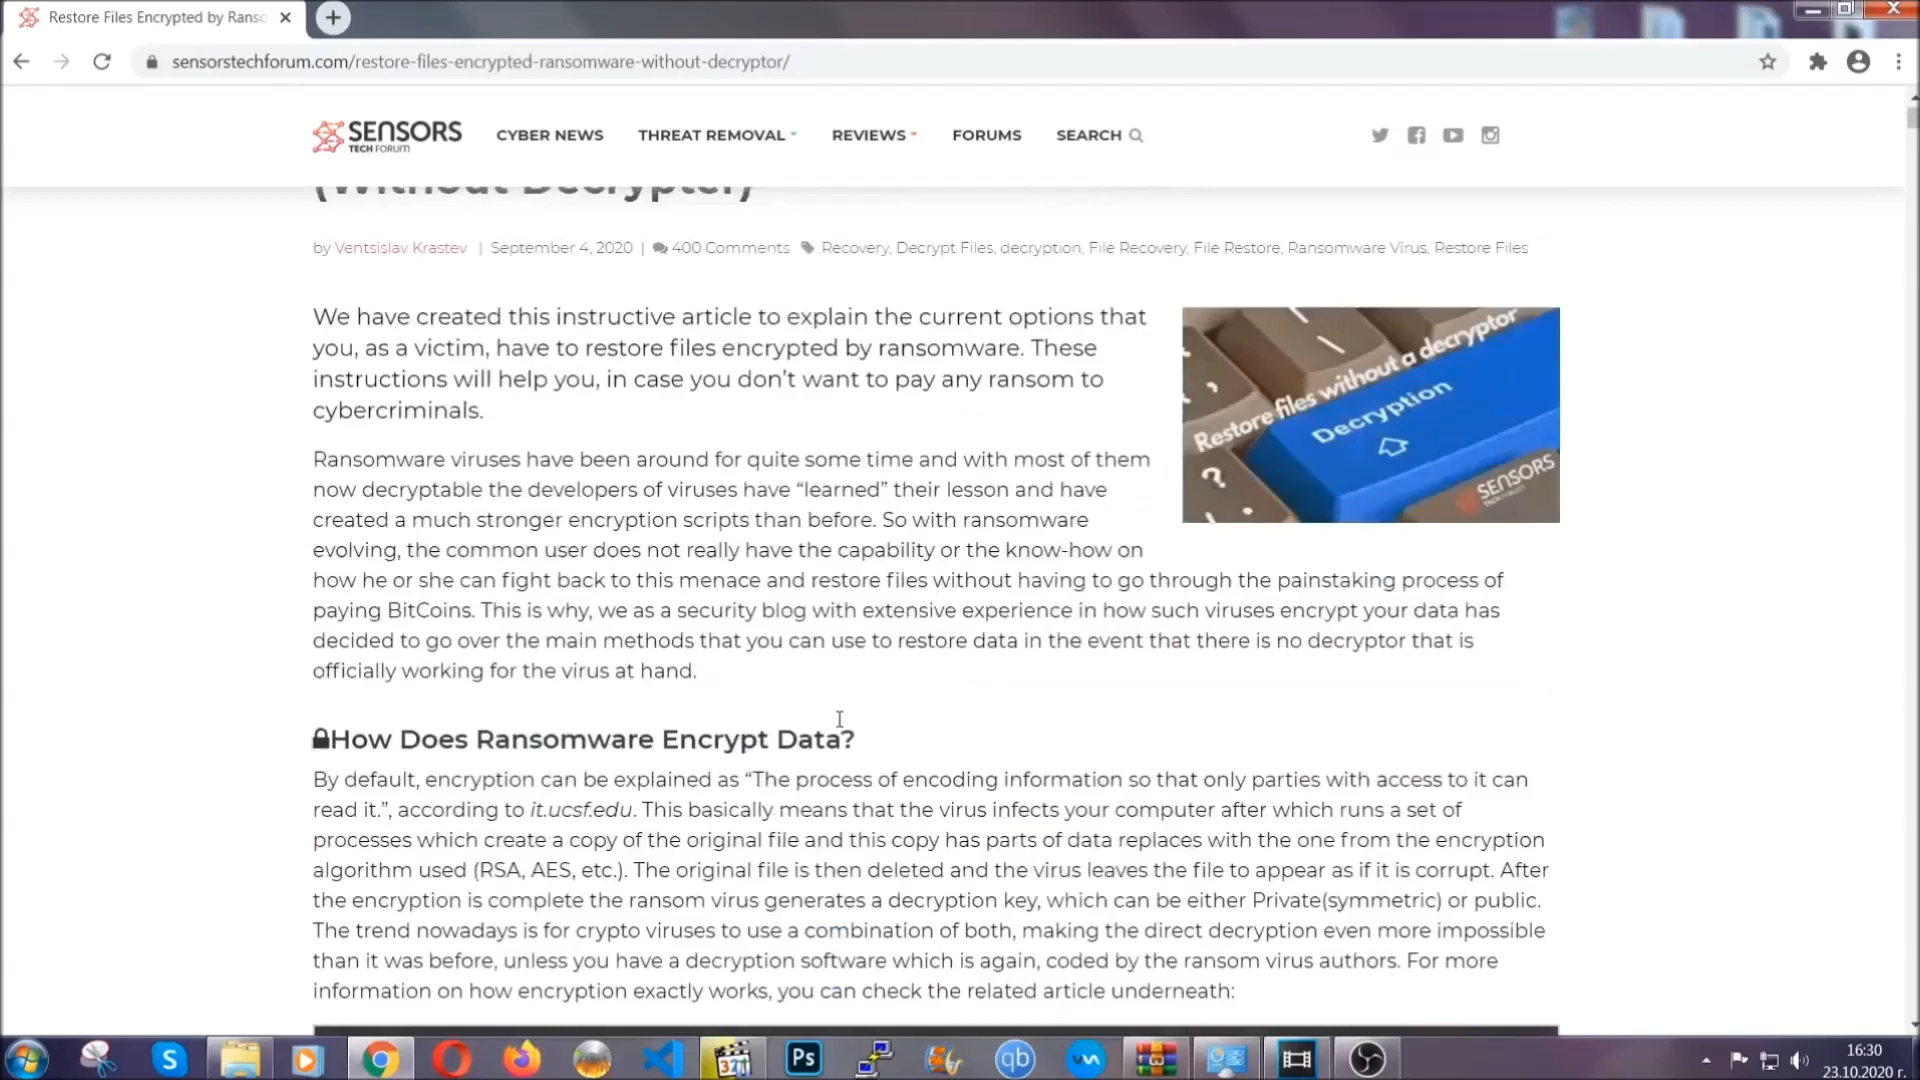 Restore Files Encrypted by Ranso
sensorstechforum.com/restore-files-encrypted-ransomware-without-decryptor/
SENSORS
TECH FORUM
CYBER NEWS THREAT REMOVAL REVIEWS FORUMS SEARCH
(Without Decrypter)
by Ventsislav Krastev | September 4, 2020 | 400 Comments Recovery, Decrypt Files, decryption, File Recovery, File Restore, Ransomware Virus, Restore Files
We have created this instructive article to explain the current options that
you, as a victim, have to restore files encrypted by ransomware. These
instructions will help you, in case you don’t want to pay any ransom to
cybercriminals.
Restore files without a decryptor
Decryption
SENSORS
Ransomware viruses have been around for quite some time and with most of them
now decryptable the developers of viruses have “learned” their lesson and have
created a much stronger encryption scripts than before. So with ransomware
evolving, the common user does not really have the capability or the know-how on
how he or she can fight back to this menace and restore files without having to go through the painstaking process of
paying BitCoins. This is why, we as a security blog with extensive experience in how such viruses encrypt your data has
decided to go over the main methods that you can use to restore data in the event that there is no decryptor that is
officially working for the virus at hand.
How Does Ransomware Encrypt Data?
By default, encryption can be explained as “The process of encoding information so that only parties with access to it can
read it.”, according to it.ucsf.edu. This basically means that the virus infects your computer after which runs a set of
processes which create a copy of the original file and this copy has parts of data replaces with the one from the encryption
algorithm used (RSA, AES, etc.). The original file is then deleted and the virus leaves the file to appear as if it is corrupt. After
the encryption is complete the ransom virus generates a decryption key, which can be either Private(symmetric) or public.
The trend nowadays is for crypto viruses to use a combination of both, making the direct decryption even more impossible
than it was before, unless you have a decryption software which is again, coded by the ransom virus authors. For more
information on how encryption exactly works, you can check the related article underneath:
S
321
Ps
qb
16:30
23.10.2020 г.